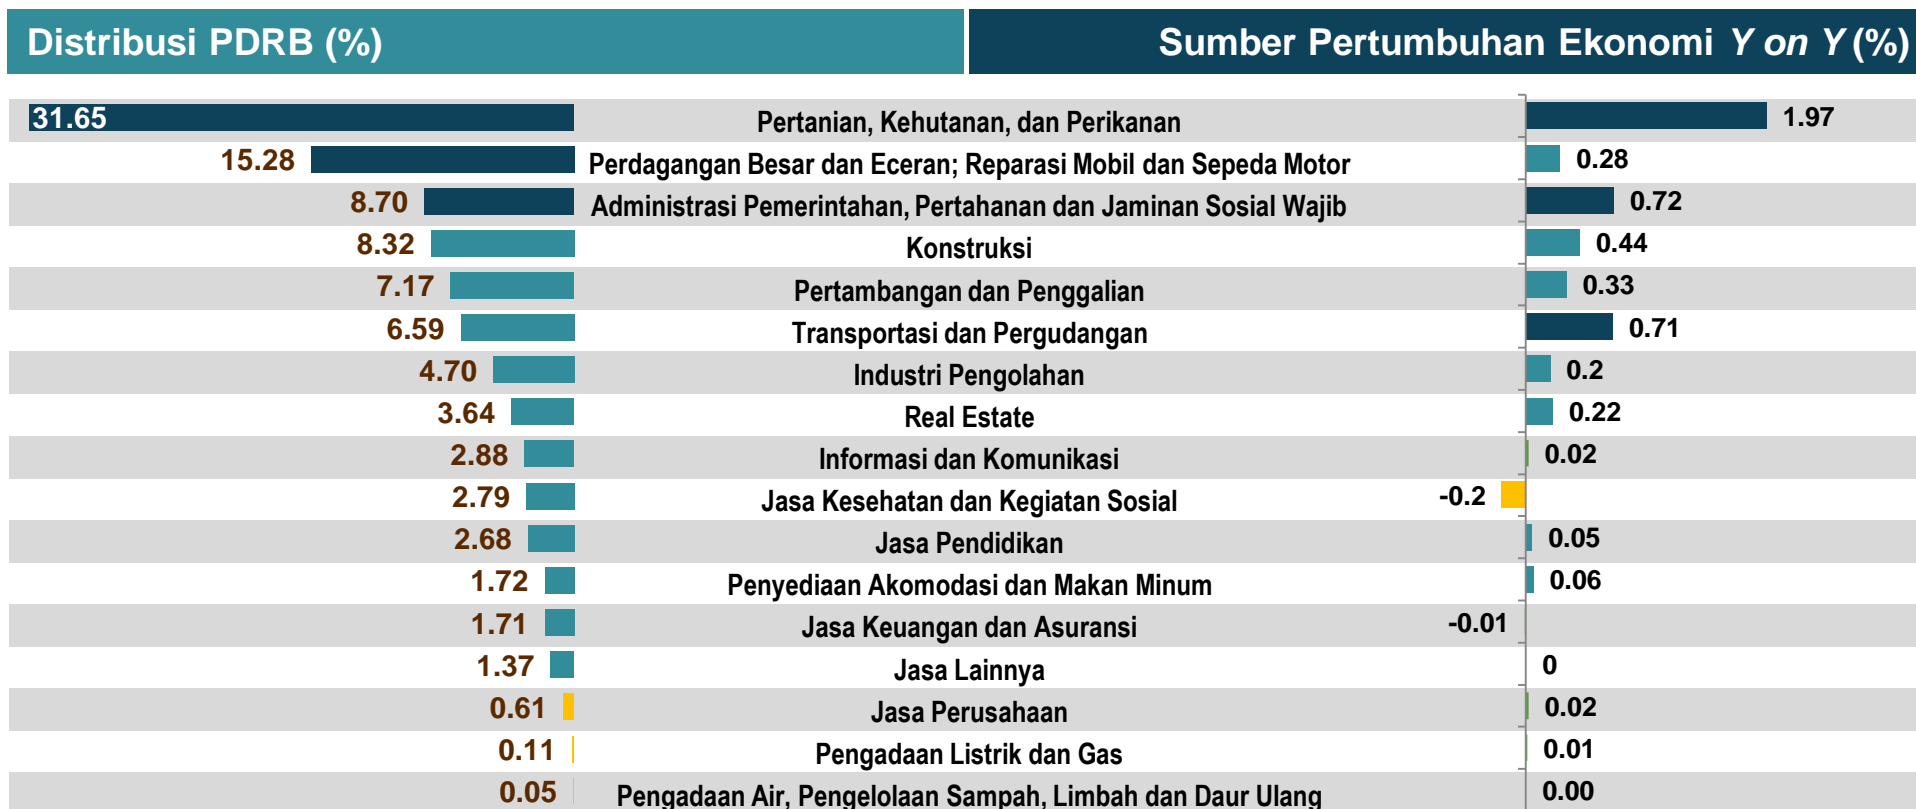 Distribusi PDRB (%) Sumber Pertumbuhan Ekonomi Y on Y (%)
31.65 Pertanian, Kehutanan, dan Perikanan 1.97
15.28 Perdagangan Besar dan Eceran; Reparasi Mobil dan Sepeda Motor 0.28
8.70 Administrasi Pemerintahan, Pertahanan dan Jaminan Sosial Wajib 0.72
8.32 Konstruksi 0.44
7.17 Pertambangan dan Penggalian 0.33
6.59 Transportasi dan Pergudangan 0.71
4.70 Industri Pengolahan 0.2
3.64 Real Estate 0.22
2.88 Informasi dan Komunikasi 0.02
2.79 Jasa Kesehatan dan Kegiatan Sosial -0.2
2.68 Jasa Pendidikan 0.05
1.72 Penyediaan Akomodasi dan Makan Minum 0.06
1.71 Jasa Keuangan dan Asuransi -0.01
1.37 Jasa Lainnya 0
0.61 Jasa Perusahaan 0.02
0.11 Pengadaan Listrik dan Gas 0.01
0.05 Pengadaan Air, Pengelolaan Sampah, Limbah dan Daur Ulang 0.00